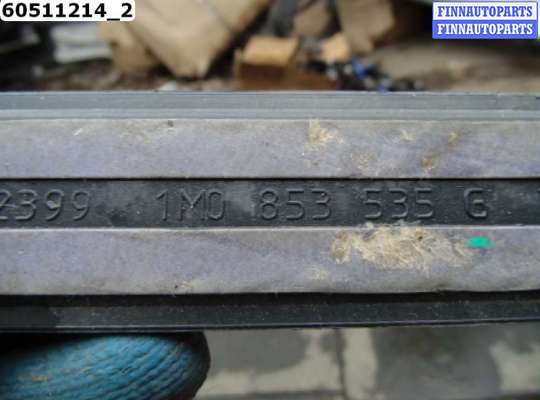 60511214_2
FINNAUTOPARTS
FINNAUTOPARTS
2399 1M0 853 535 G